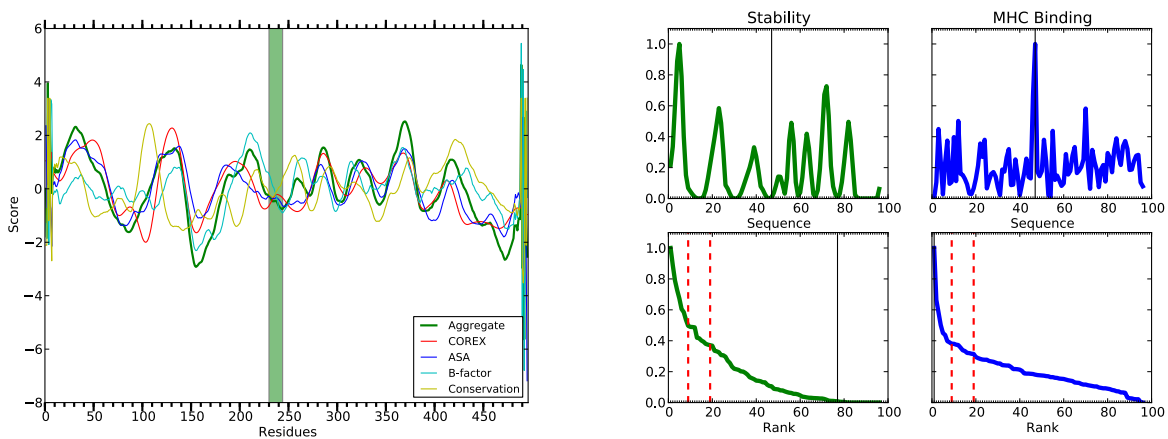 6
4
2
0
−2
−4
−6
−8
Score
0 50 100 150 200 250 300 350 400 450
Residues
Aggregate
COREX
ASA
B-factor
Conservation
Stability
1.0
0.8
0.6
0.4
0.2
0.0
0 20 40 60 80 100
Sequence
MHC Binding
0 20 40 60 80 100
Sequence
1.0
0.8
0.6
0.4
0.2
0.0
0 20 40 60 80 100
Rank
0 20 40 60 80 100
Rank